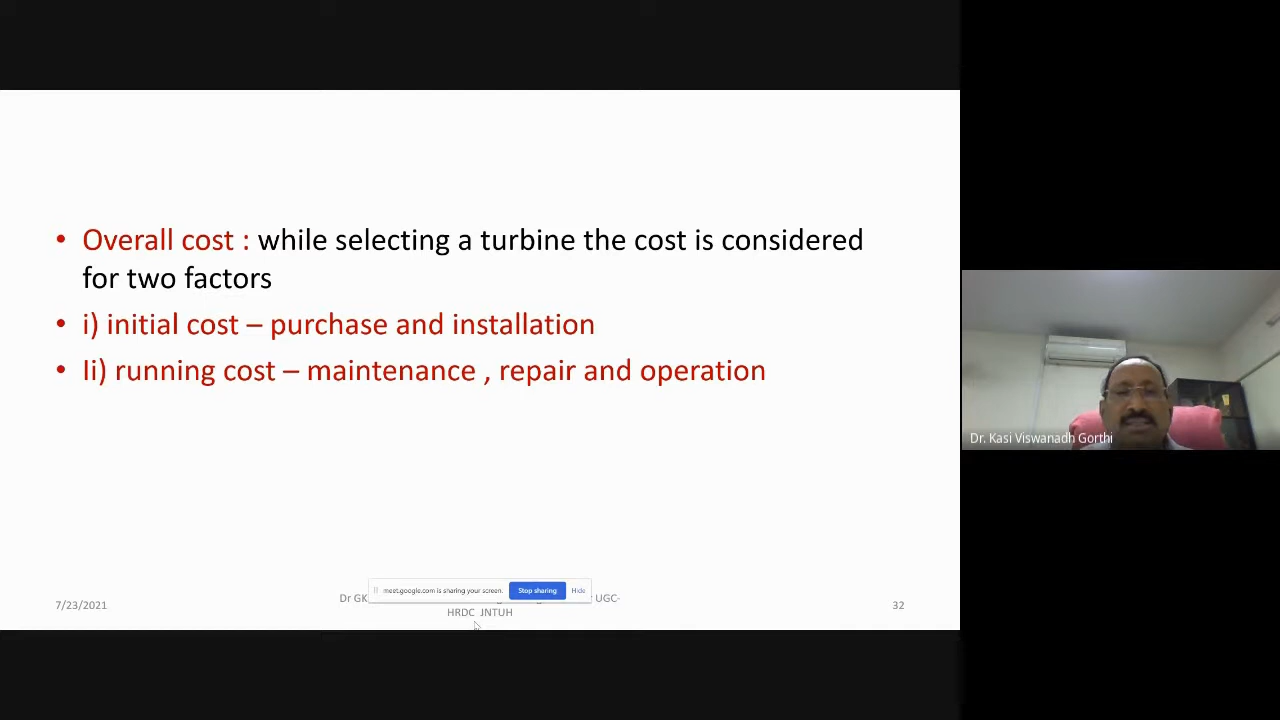 • Overall cost : while selecting a turbine the cost is considered
for two factors
• i) initial cost – purchase and installation
• Ii) running cost – maintenance , repair and operation
Dr. Kasi Viswanadh Gorthi
meet.google.com is sharing your screen. Stop sharing Hide
7/23/2021
Dr GK
UGC-
HRDC JNTUH
32